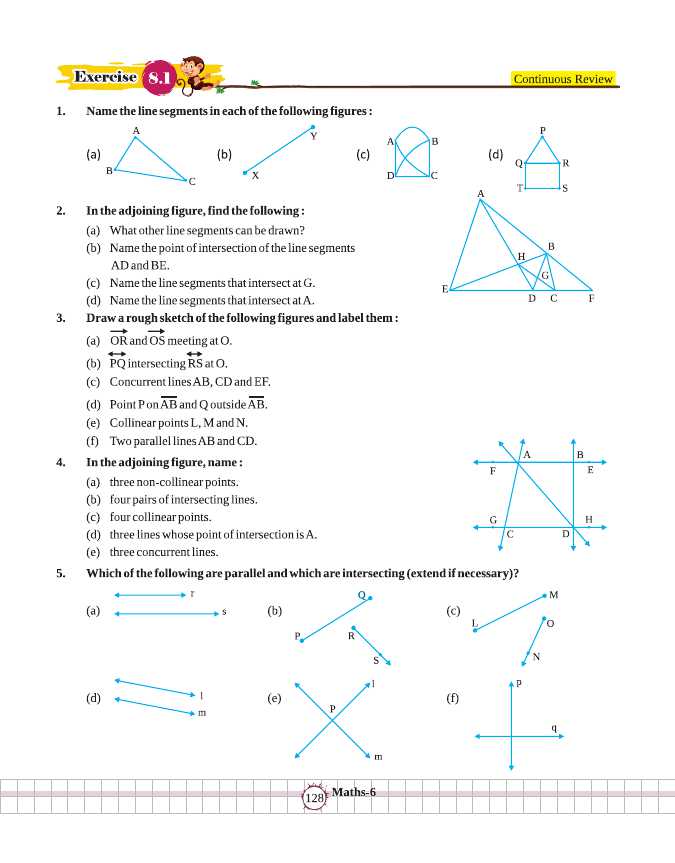 Exercise 8.1
Continuous Review
1. Name the line segments in each of the following figures :
(a) A B C (b) X Y (c) A B D C (d) P Q R T S
2. In the adjoining figure, find the following :
(a) What other line segments can be drawn?
(b) Name the point of intersection of the line segments
AD and BE.
(c) Name the line segments that intersect at G.
(d) Name the line segments that intersect at A.
A B H G E D C F
3. Draw a rough sketch of the following figures and label them :
(a) OR and OS meeting at O.
(b) PQ intersecting RS at O.
(c) Concurrent lines AB, CD and EF.
(d) Point P on AB and Q outside AB.
(e) Collinear points L, M and N.
(f) Two parallel lines AB and CD.
4. In the adjoining figure, name :
(a) three non-collinear points.
(b) four pairs of intersecting lines.
(c) four collinear points.
(d) three lines whose point of intersection is A.
(e) three concurrent lines.
A B F E G H C D
5. Which of the following are parallel and which are intersecting (extend if necessary)?
(a) r s (b) Q P R S (c) M L O N
(d) l m (e) l P m (f) p q
128 Maths-6